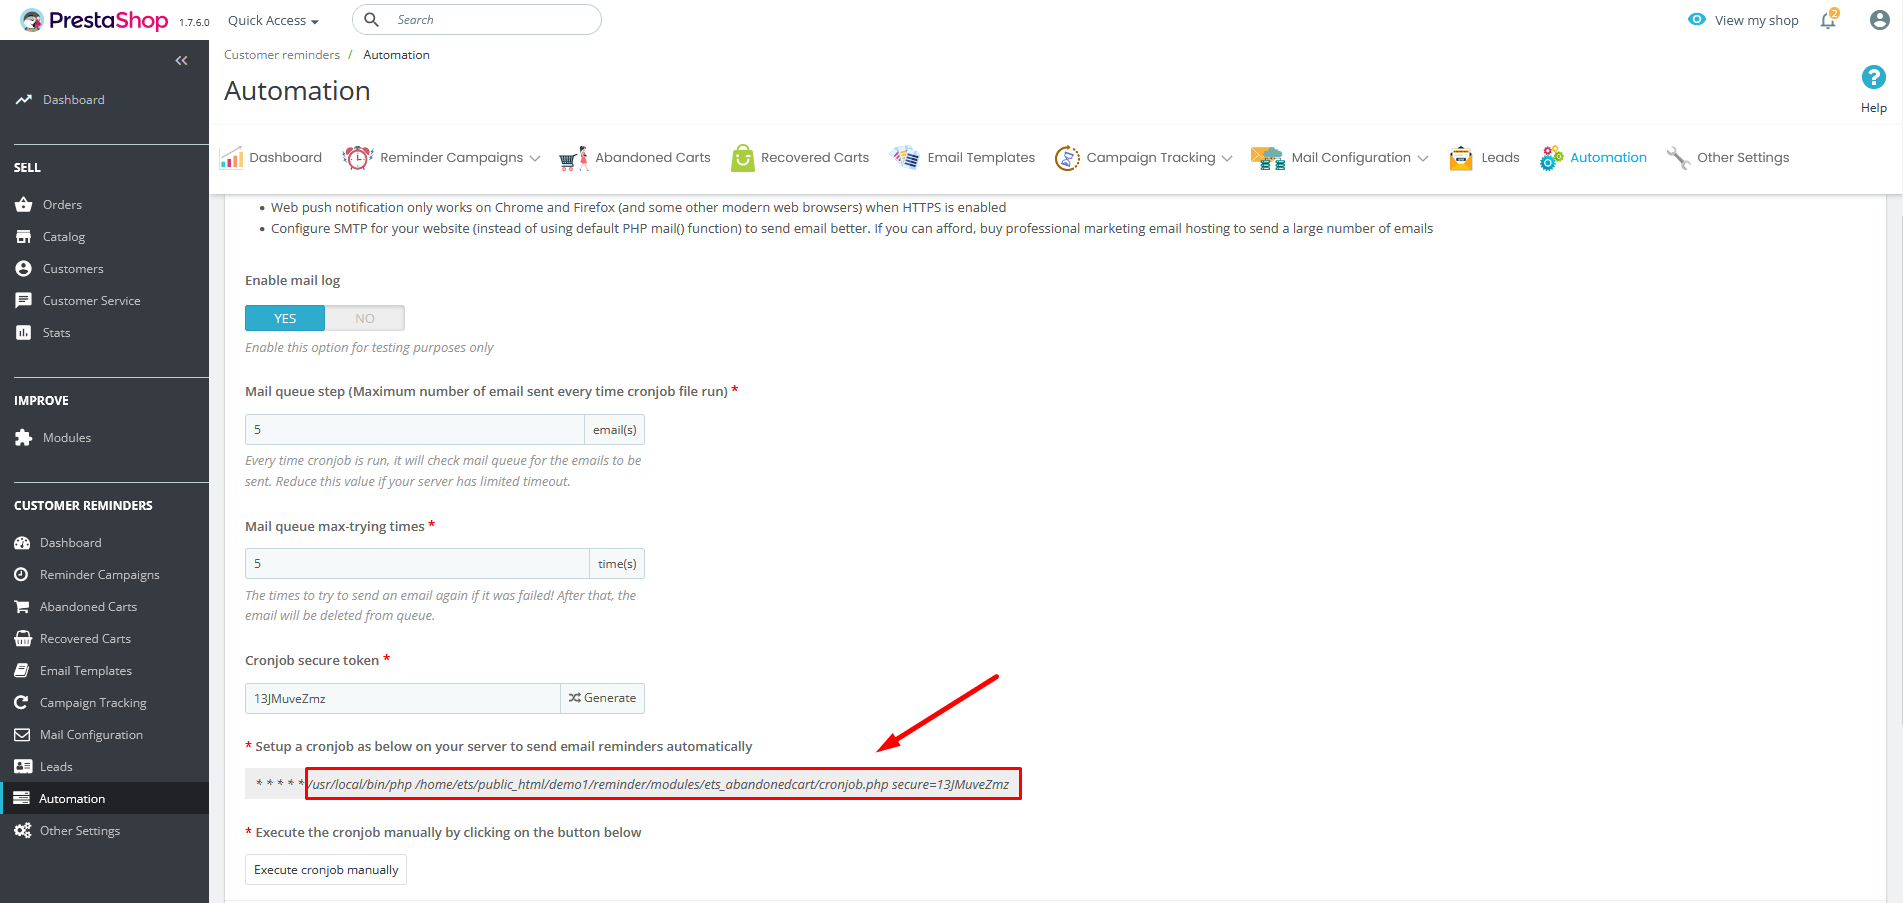 PrestaShop 1.7.6.0 Quick Access Search View my shop 2
Customer reminders / Automation
Automation
Help
Dashboard Reminder Campaigns Abandoned Carts Recovered Carts Email Templates Campaign Tracking Mail Configuration Leads Automation Other Settings
Dashboard
SELL
Orders
Catalog
Customers
Customer Service
Stats
IMPROVE
Modules
CUSTOMER REMINDERS
Dashboard
Reminder Campaigns
Abandoned Carts
Recovered Carts
Email Templates
Campaign Tracking
Mail Configuration
Leads
Automation
Other Settings
• Web push notification only works on Chrome and Firefox (and some other modern web browsers) when HTTPS is enabled
• Configure SMTP for your website (instead of using default PHP mail() function) to send email better. If you can afford, buy professional marketing email hosting to send a large number of emails
Enable mail log
YES NO
Enable this option for testing purposes only
Mail queue step (Maximum number of email sent every time cronjob file run) *
5 email(s)
Every time cronjob is run, it will check mail queue for the emails to be
sent. Reduce this value if your server has limited timeout.
Mail queue max-trying times *
5 time(s)
The times to try to send an email again if it was failed! After that, the
email will be deleted from queue.
Cronjob secure token *
13JMuveZmz Generate
* Setup a cronjob as below on your server to send email reminders automatically
* * * * * /usr/local/bin/php /home/ets/public_html/demo1/reminder/modules/ets_abandonedcart/cronjob.php secure=13JMuveZmz
* Execute the cronjob manually by clicking on the button below
Execute cronjob manually